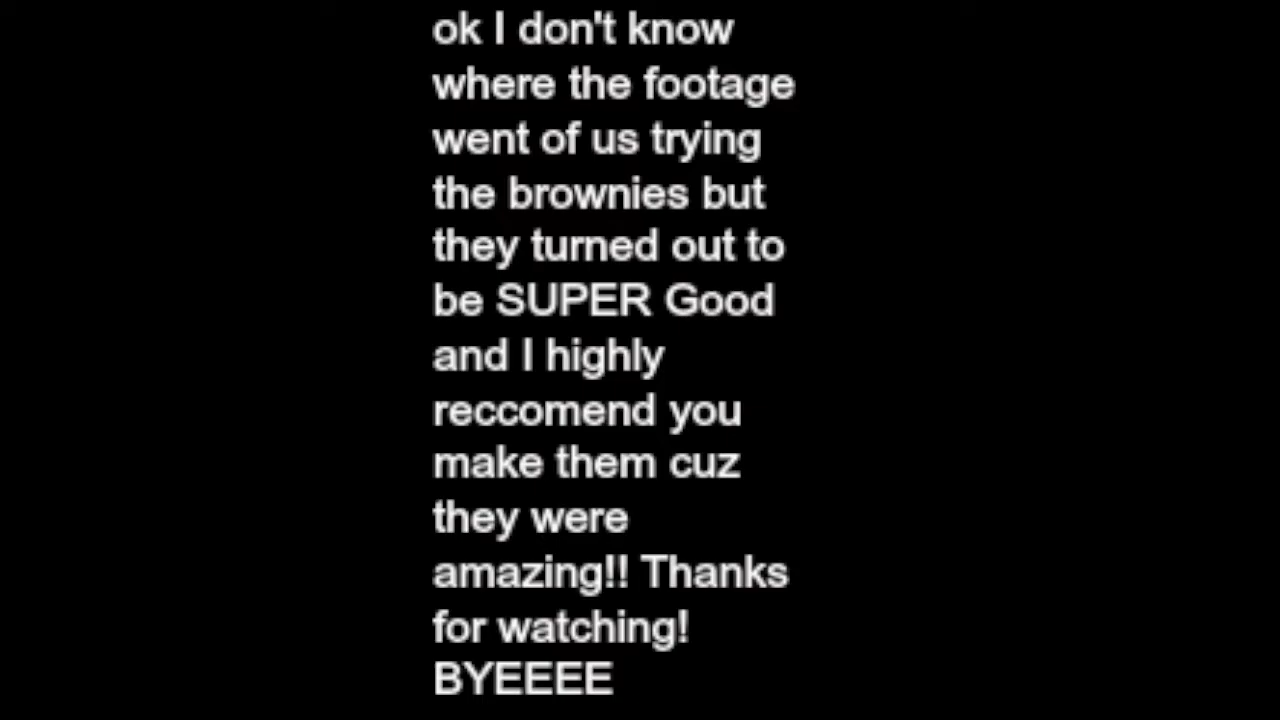 ok I don't know
where the footage
went of us trying
the brownies but
they turned out to
be SUPER Good
and I highly
reccomend you
make them cuz
they were
amazing!! Thanks
for watching!
BYEEEE